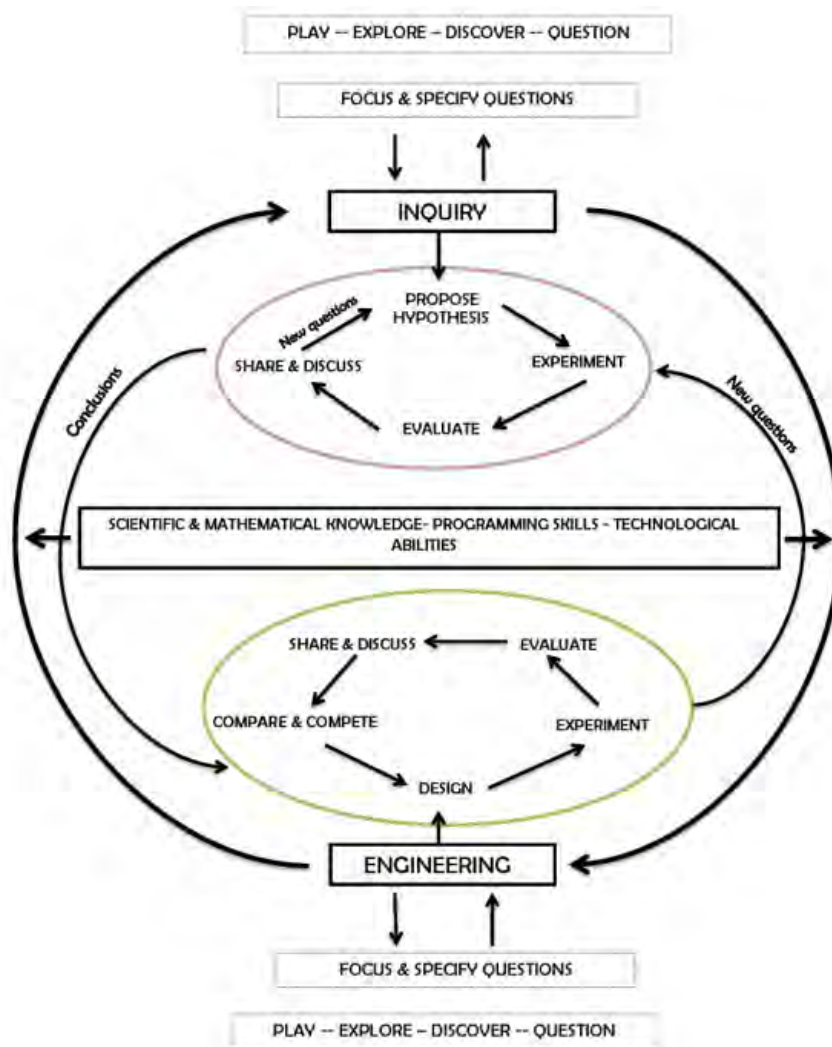 PLAY -- EXPLORE – DISCOVER -- QUESTION
FOCUS & SPECIFY QUESTIONS
INQUIRY
PROPOSE
HYPOTHESIS
New questions
SHARE & DISCUSS
EXPERIMENT
EVALUATE
Conclusions
New questions
SCIENTIFIC & MATHEMATICAL KNOWLEDGE- PROGRAMMING SKILLS - TECHNOLOGICAL
ABILITIES
SHARE & DISCUSS
EVALUATE
COMPARE & COMPETE
EXPERIMENT
DESIGN
ENGINEERING
FOCUS & SPECIFY QUESTIONS
PLAY -- EXPLORE – DISCOVER -- QUESTION